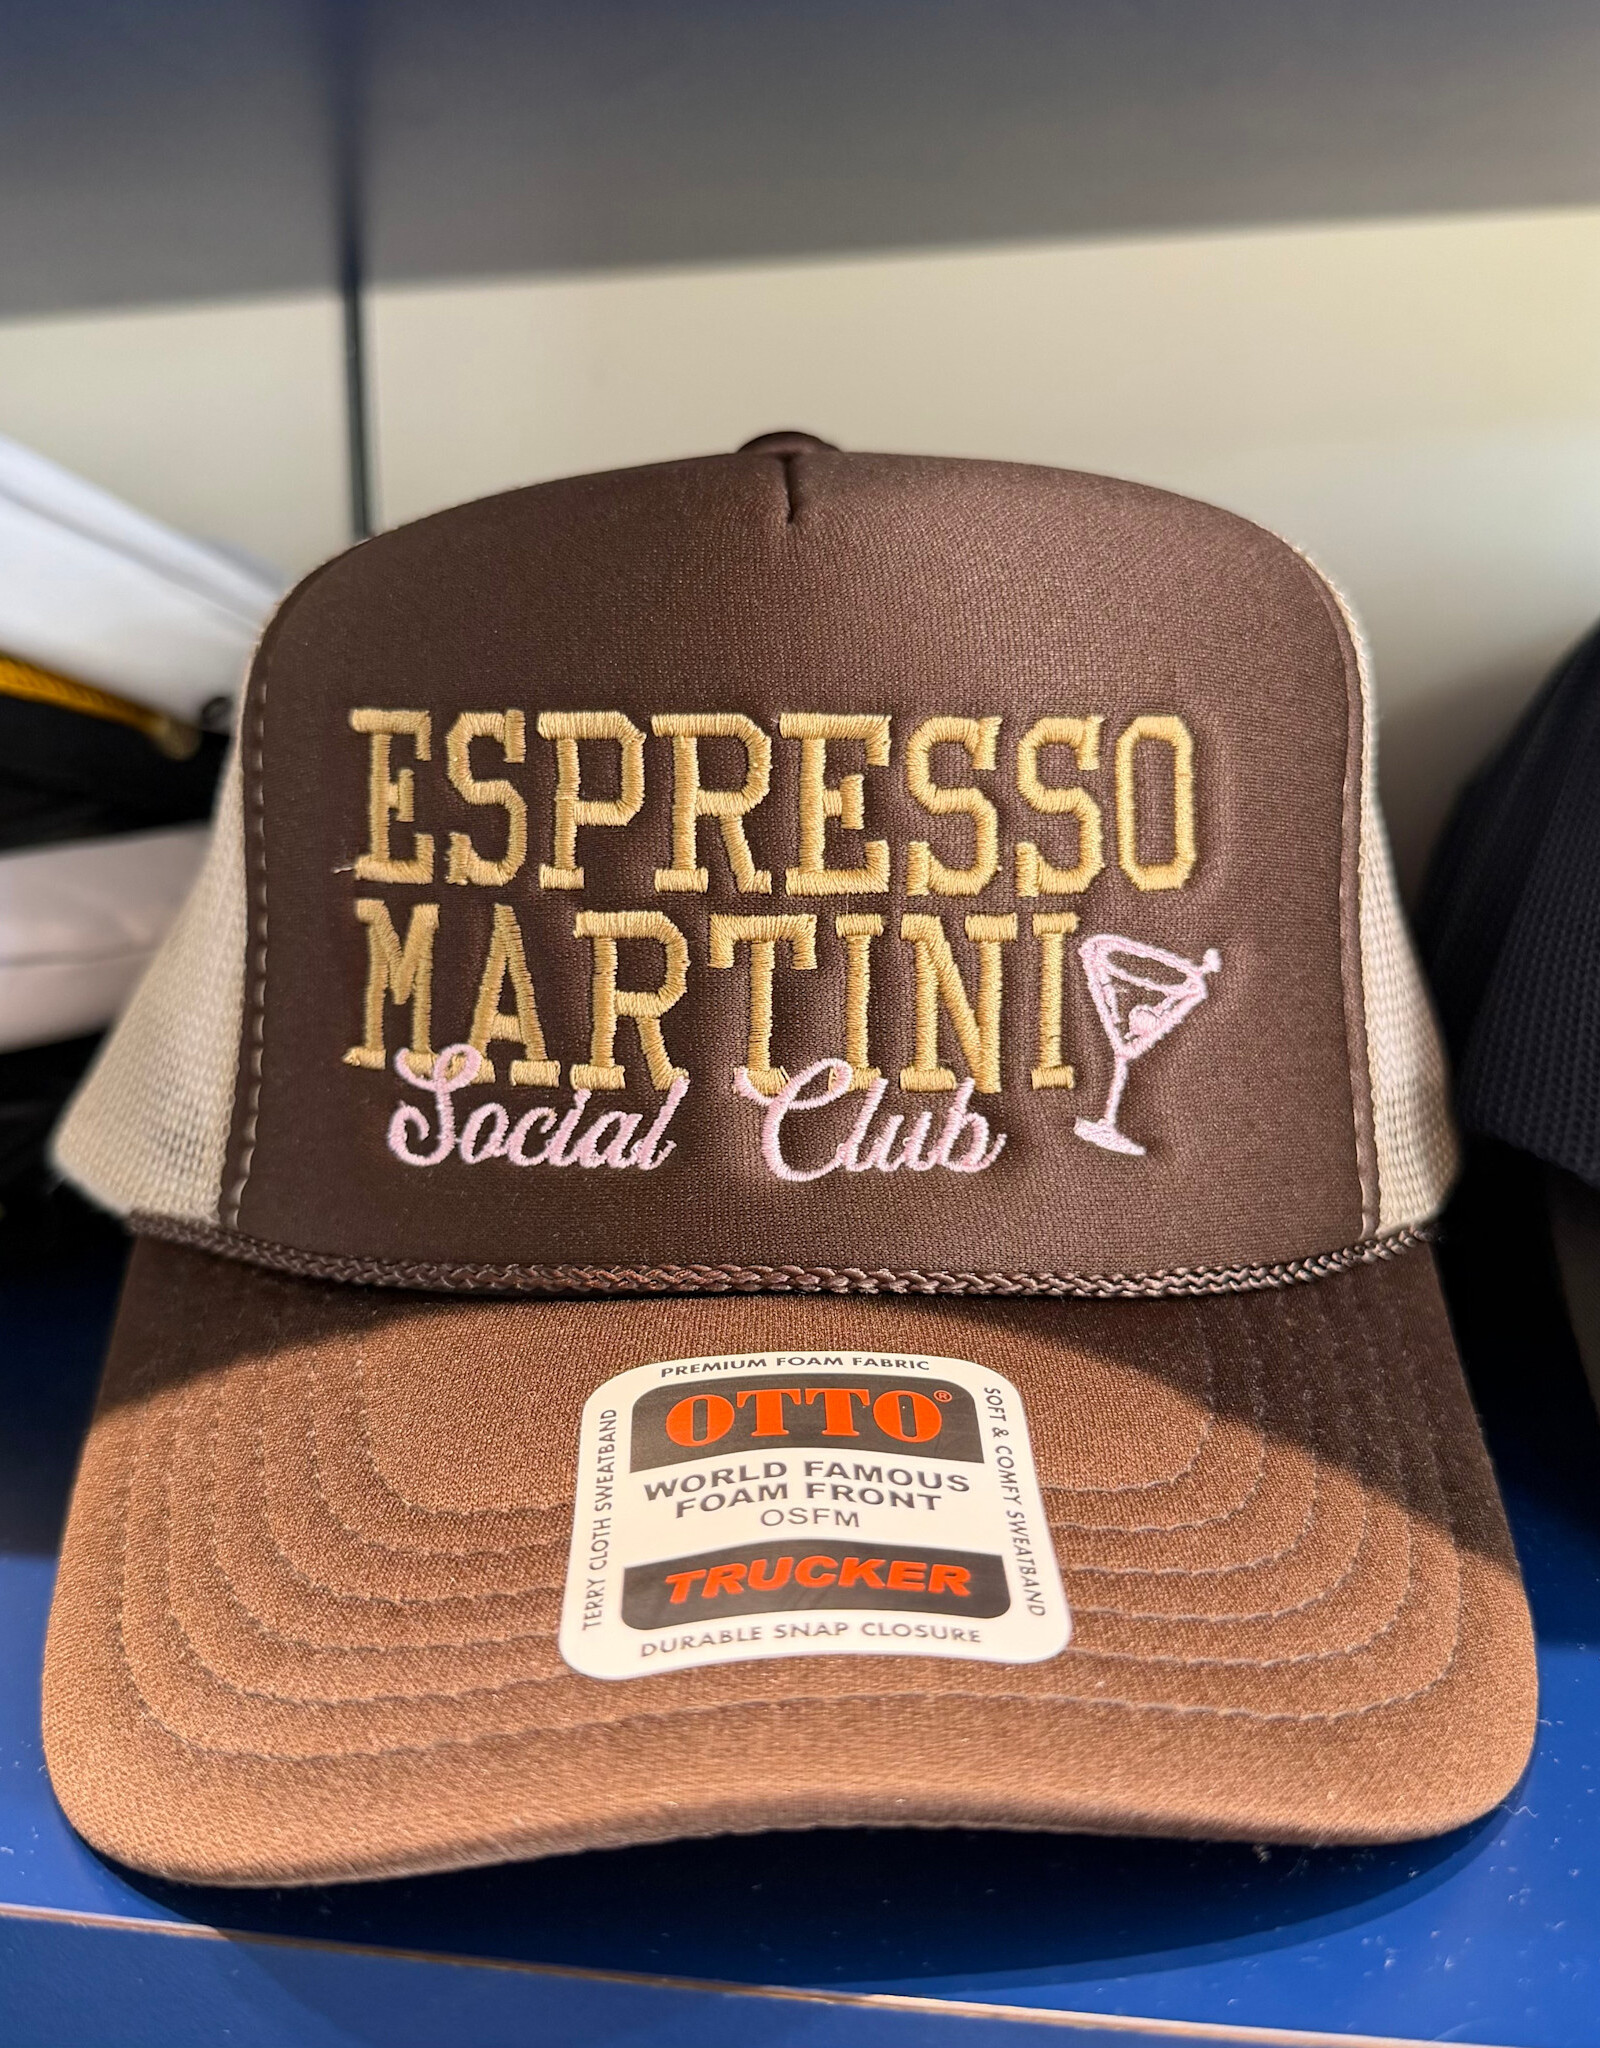 ESPRESSO
MARTINI
Social Club
PREMIUM FOAM FABRIC
OTTO®
WORLD FAMOUS
FOAM FRONT
OSFM
TRUCKER
DURABLE SNAP CLOSURE
TERRY CLOTH SWEATBAND
SOFT & COMFY SWEATBAND